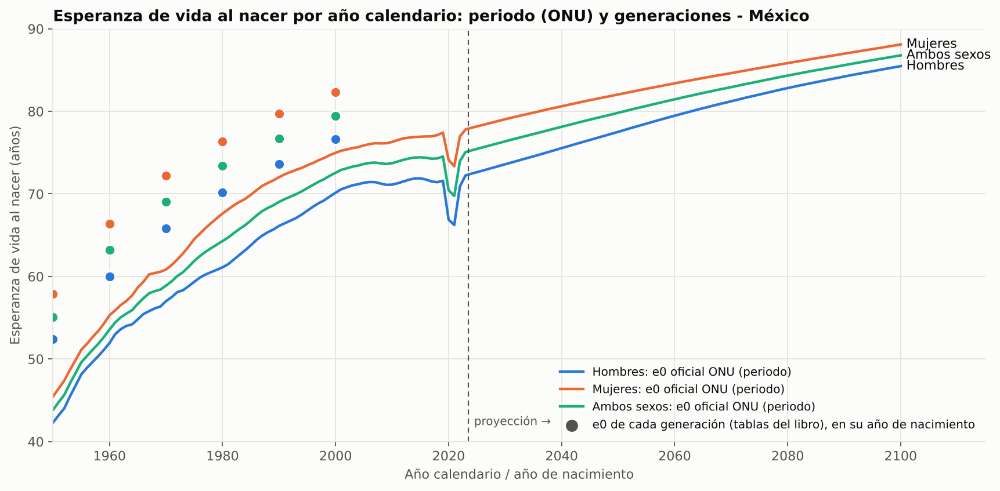 Esperanza de vida al nacer por año calendario: periodo (ONU) y generaciones - México
Esperanza de vida al nacer (años)
90
80
70
60
50
40
Mujeres
Ambos sexos
Hombres
Hombres: e0 oficial ONU (periodo)
Mujeres: e0 oficial ONU (periodo)
Ambos sexos: e0 oficial ONU (periodo)
proyección →
e0 de cada generación (tablas del libro), en su año de nacimiento
1960 1980 2000 2020 2040 2060 2080 2100
Año calendario / año de nacimiento